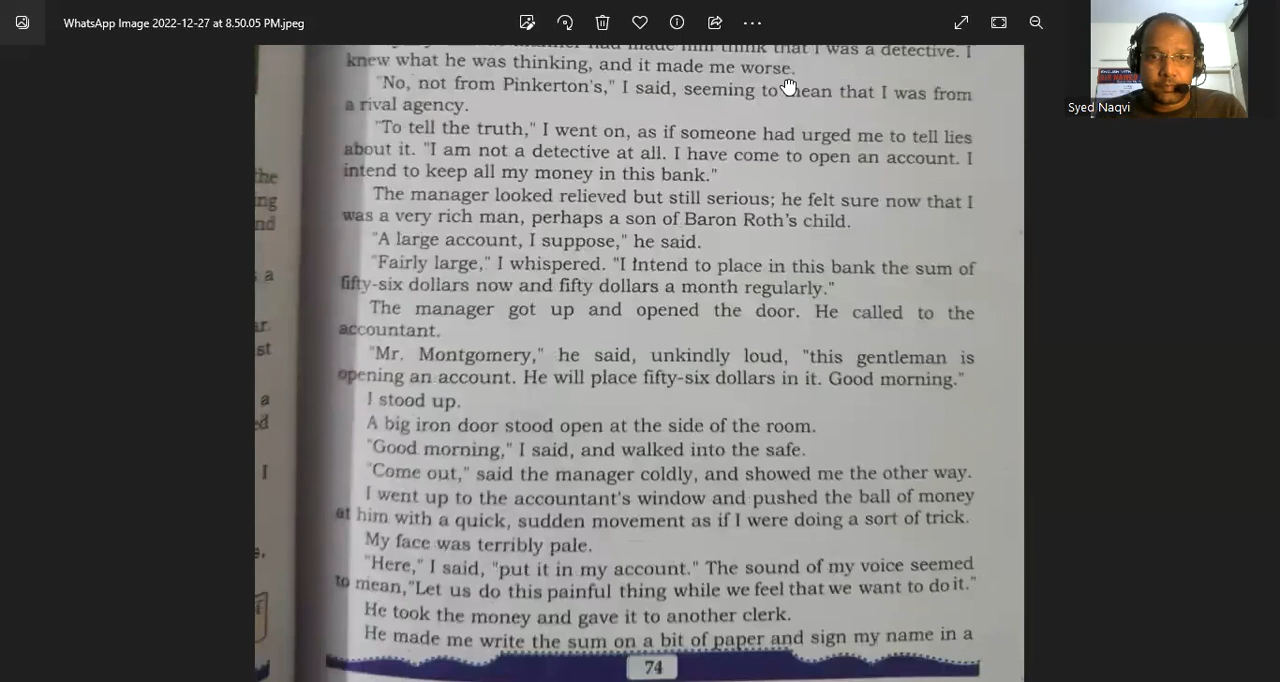 WhatsApp Image 2022-12-27 at 8.50.05 PM.jpeg
Syed Naqvi
had made him think that I was a detective. I
knew what he was thinking, and it made me worse.
"No, not from Pinkerton's," I said, seeming to mean that I was from
a rival agency.
"To tell the truth," I went on, as if someone had urged me to tell lies
about it. "I am not a detective at all. I have come to open an account. I
intend to keep all my money in this bank."
The manager looked relieved but still serious; he felt sure now that I
was a very rich man, perhaps a son of Baron Roth's child.
"A large account, I suppose," he said.
"Fairly large," I whispered. "I Intend to place in this bank the sum of
fifty-six dollars now and fifty dollars a month regularly."
The manager got up and opened the door. He called to the
accountant.
"Mr. Montgomery," he said, unkindly loud, "this gentleman is
opening an account. He will place fifty-six dollars in it. Good morning."
I stood up.
A big iron door stood open at the side of the room.
"Good morning," I said, and walked into the safe.
"Come out," said the manager coldly, and showed me the other way.
I went up to the accountant's window and pushed the ball of money
at him with a quick, sudden movement as if I were doing a sort of trick.
My face was terribly pale.
"Here," I said, "put it in my account." The sound of my voice seemed
to mean,"Let us do this painful thing while we feel that we want to do it."
He took the money and gave it to another clerk.
He made me write the sum on a bit of paper and sign my name in a
74